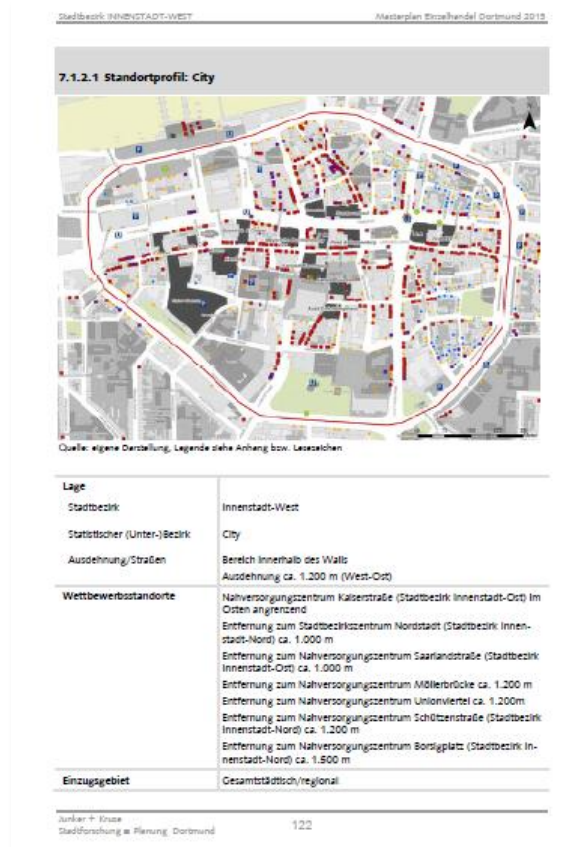 Stadtbezirk INNENSTADT-WEST
Masterplan Einzelhandel Dortmund 2013
7.1.2.1 Standortprofil: City
Quelle: eigene Darstellung, Legende siehe Anhang bzw. Lesezeichen
Lage
Stadtbezirk
Innenstadt-West
Statistischer (Unter-)Bezirk
City
Ausdehnung/Straßen
Bereich innerhalb des Walls
Ausdehnung ca. 1.200 m (West-Ost)
Wettbewerbsstandorte
Nahversorgungszentrum Kaiserstraße (Stadtbezirk Innenstadt-Ost) im
Osten angrenzend
Entfernung zum Stadtbezirkszentrum Nordstadt (Stadtbezirk Innen-
stadt-Nord) ca. 1.000 m
Entfernung zum Nahversorgungszentrum Saarlandstraße (Stadtbezirk
Innenstadt-Ost) ca. 1.000 m
Entfernung zum Nahversorgungszentrum Möllerbrücke ca. 1.200 m
Entfernung zum Nahversorgungszentrum Unionviertel ca. 1.200m
Entfernung zum Nahversorgungszentrum Schützenstraße (Stadtbezirk
Innenstadt-Nord) ca. 1.200 m
Entfernung zum Nahversorgungszentrum Borsigplatz (Stadtbezirk In-
nenstadt-Nord) ca. 1.500 m
Einzugsgebiet
Gesamtstädtisch/regional
Junker + Kruse
Stadtforschung ■ Planung Dortmund
122